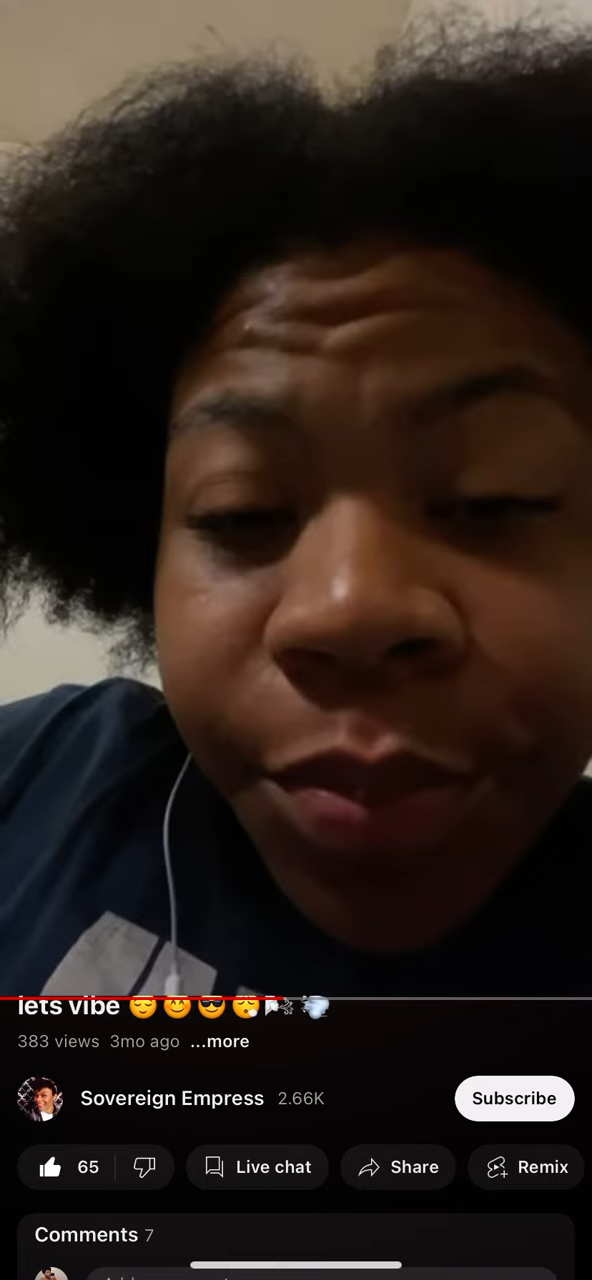 lets vibe 😌😊😎😴🌬💨
383 views 3mo ago ...more
Sovereign Empress 2.66K
Subscribe
65
Live chat
Share
Remix
Comments 7